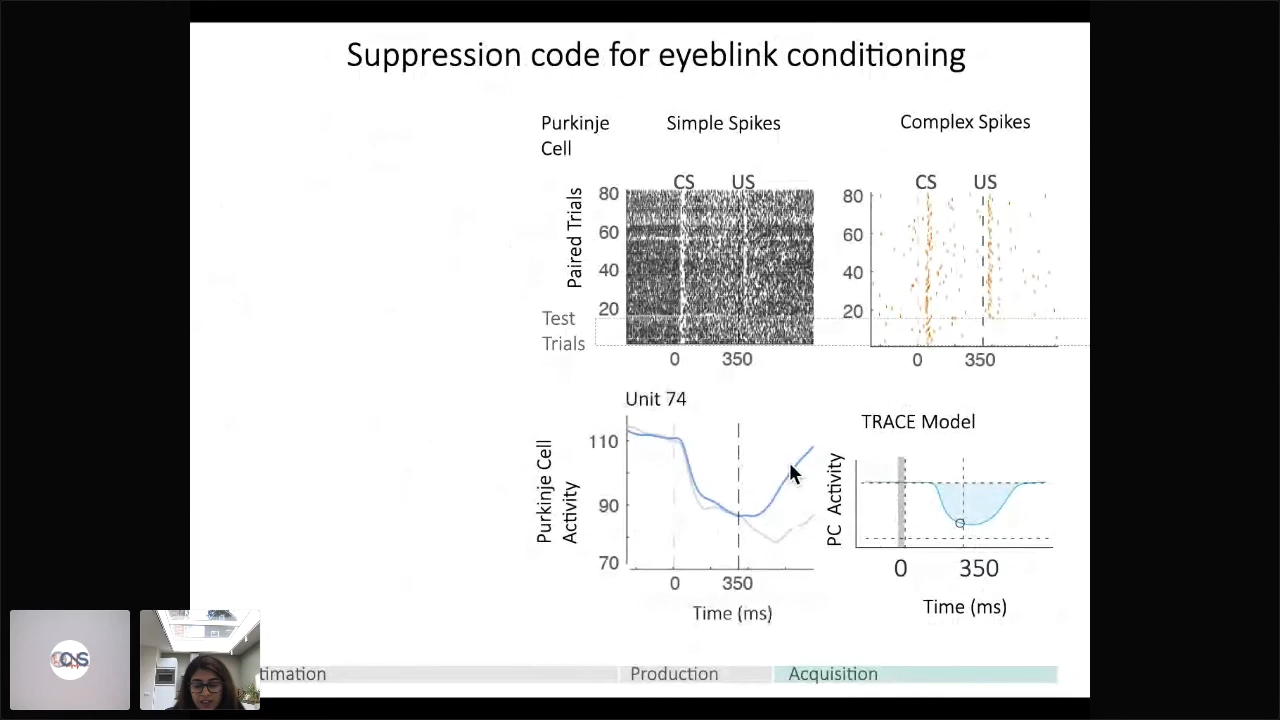 Suppression code for eyeblink conditioning
Purkinje
Cell
Simple Spikes
Complex Spikes
CS US
CS US
Paired Trials
80
60
40
20
80
60
40
20
Test
Trials
0 350
0 350
Unit 74
TRACE Model
Purkinje Cell
Activity
110
90
70
PC Activity
0 350
0 350
Time (ms)
Time (ms)
timation
Production
Acquisition